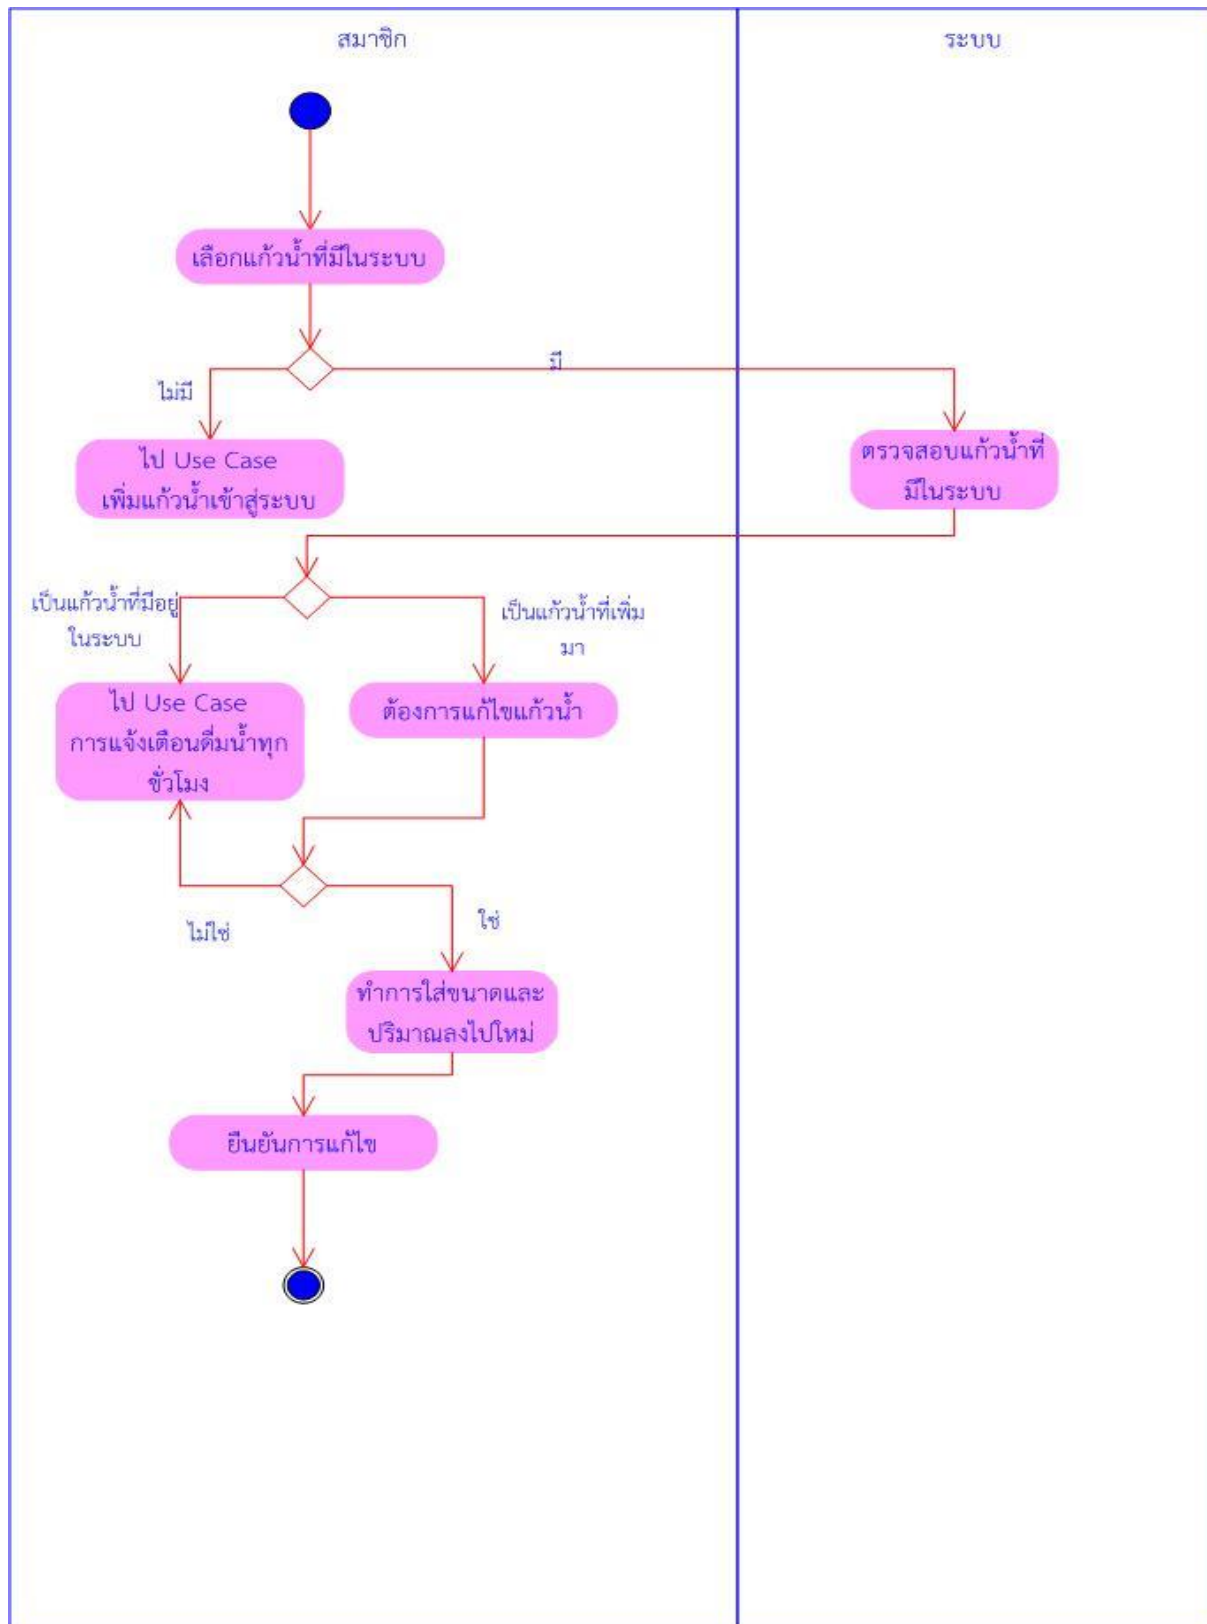 สมาชิก
ระบบ
เลือกแก้วน้ำที่มีในระบบ
มี
ไม่มี
ไป Use Case
เพิ่มแก้วน้ำเข้าสู่ระบบ
ตรวจสอบแก้วน้ำที่
มีในระบบ
เป็นแก้วน้ำที่มีอยู่
ในระบบ
เป็นแก้วน้ำที่เพิ่ม
มา
ไป Use Case
การแจ้งเตือนดื่มน้ำทุก
ชั่วโมง
ต้องการแก้ไขแก้วน้ำ
ไม่ใช่
ใช่
ทำการใส่ขนาดและ
ปริมาณลงไปใหม่
ยืนยันการแก้ไข